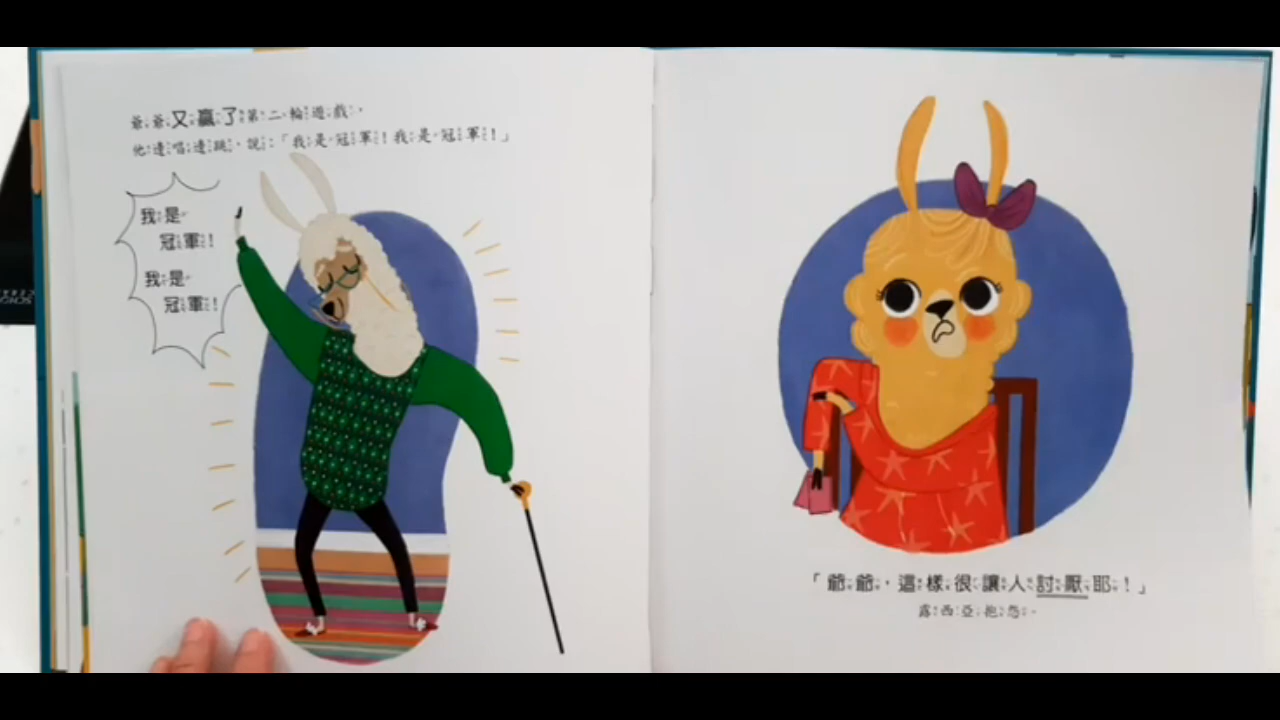 爺爺又贏了第二輪遊戲，
他邊唱邊跳，說：「我是冠軍！我是冠軍！」
我是
冠軍！
我是
冠軍！
「爺爺，這樣很讓人討厭耶！」
露西亞抱怨。